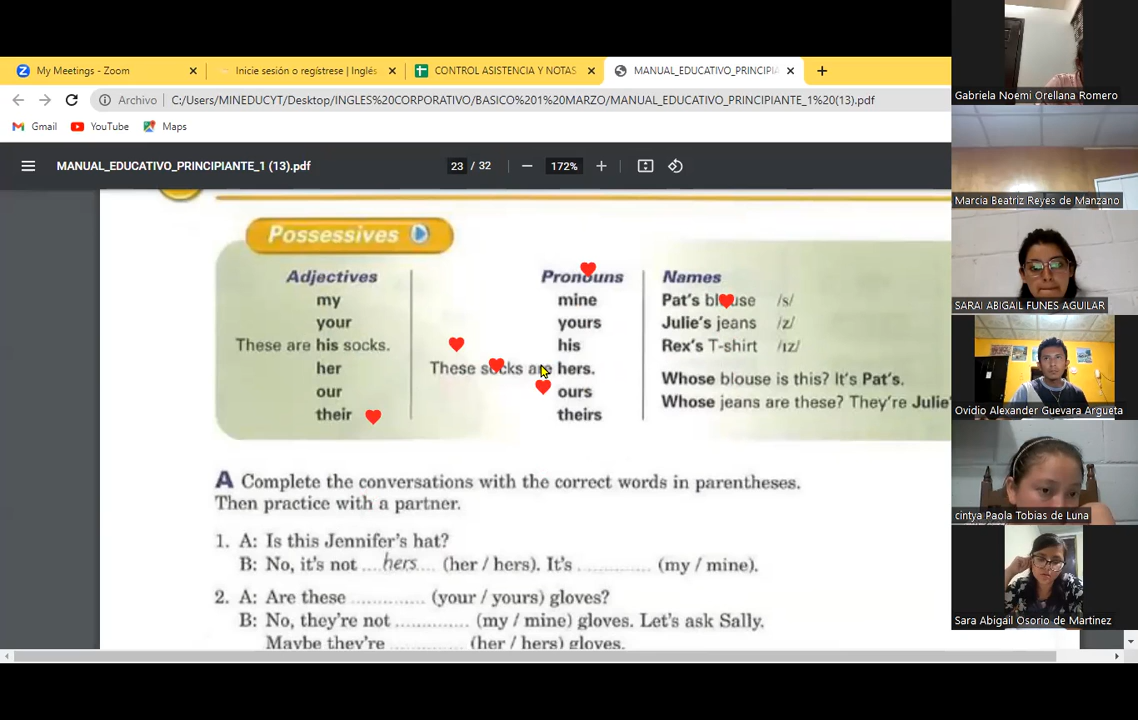 My Meetings - Zoom
Inicie sesión o regístrese | Inglés
CONTROL ASISTENCIA Y NOTAS
MANUAL_EDUCATIVO_PRINCIPIA
Archivo C:/Users/MINEDUCYT/Desktop/INGLES%20CORPORATIVO/BASICO%201%20MARZO/MANUAL_EDUCATIVO_PRINCIPIANTE_1%20(13).pdf
Gmail YouTube Maps
MANUAL_EDUCATIVO_PRINCIPIANTE_1 (13).pdf 23 / 32 172%
Possessives
Adjectives Pronouns Names
my mine Pat's blouse /s/
your yours Julie's jeans /z/
These are his socks. his Rex's T-shirt /ız/
her These socks are hers.
Whose blouse is this? It's Pat's.
our ours
Whose jeans are these? They're Julie'
their theirs
A Complete the conversations with the correct words in parentheses.
Then practice with a partner.
1. A: Is this Jennifer's hat?
B: No, it's not ....hers.... (her / hers). It's .............. (my / mine).
2. A: Are these .............. (your / yours) gloves?
B: No, they're not .............. (my / mine) gloves. Let's ask Sally.
Maybe they're .............. (her / hers) gloves.
Gabriela Noemi Orellana Romero
Marcia Beatriz Reyes de Manzano
SARAI ABIGAIL FUNES AGUILAR
Ovidio Alexander Guevara Argueta
cintya Paola Tobias de Luna
Sara Abigail Osorio de Martinez